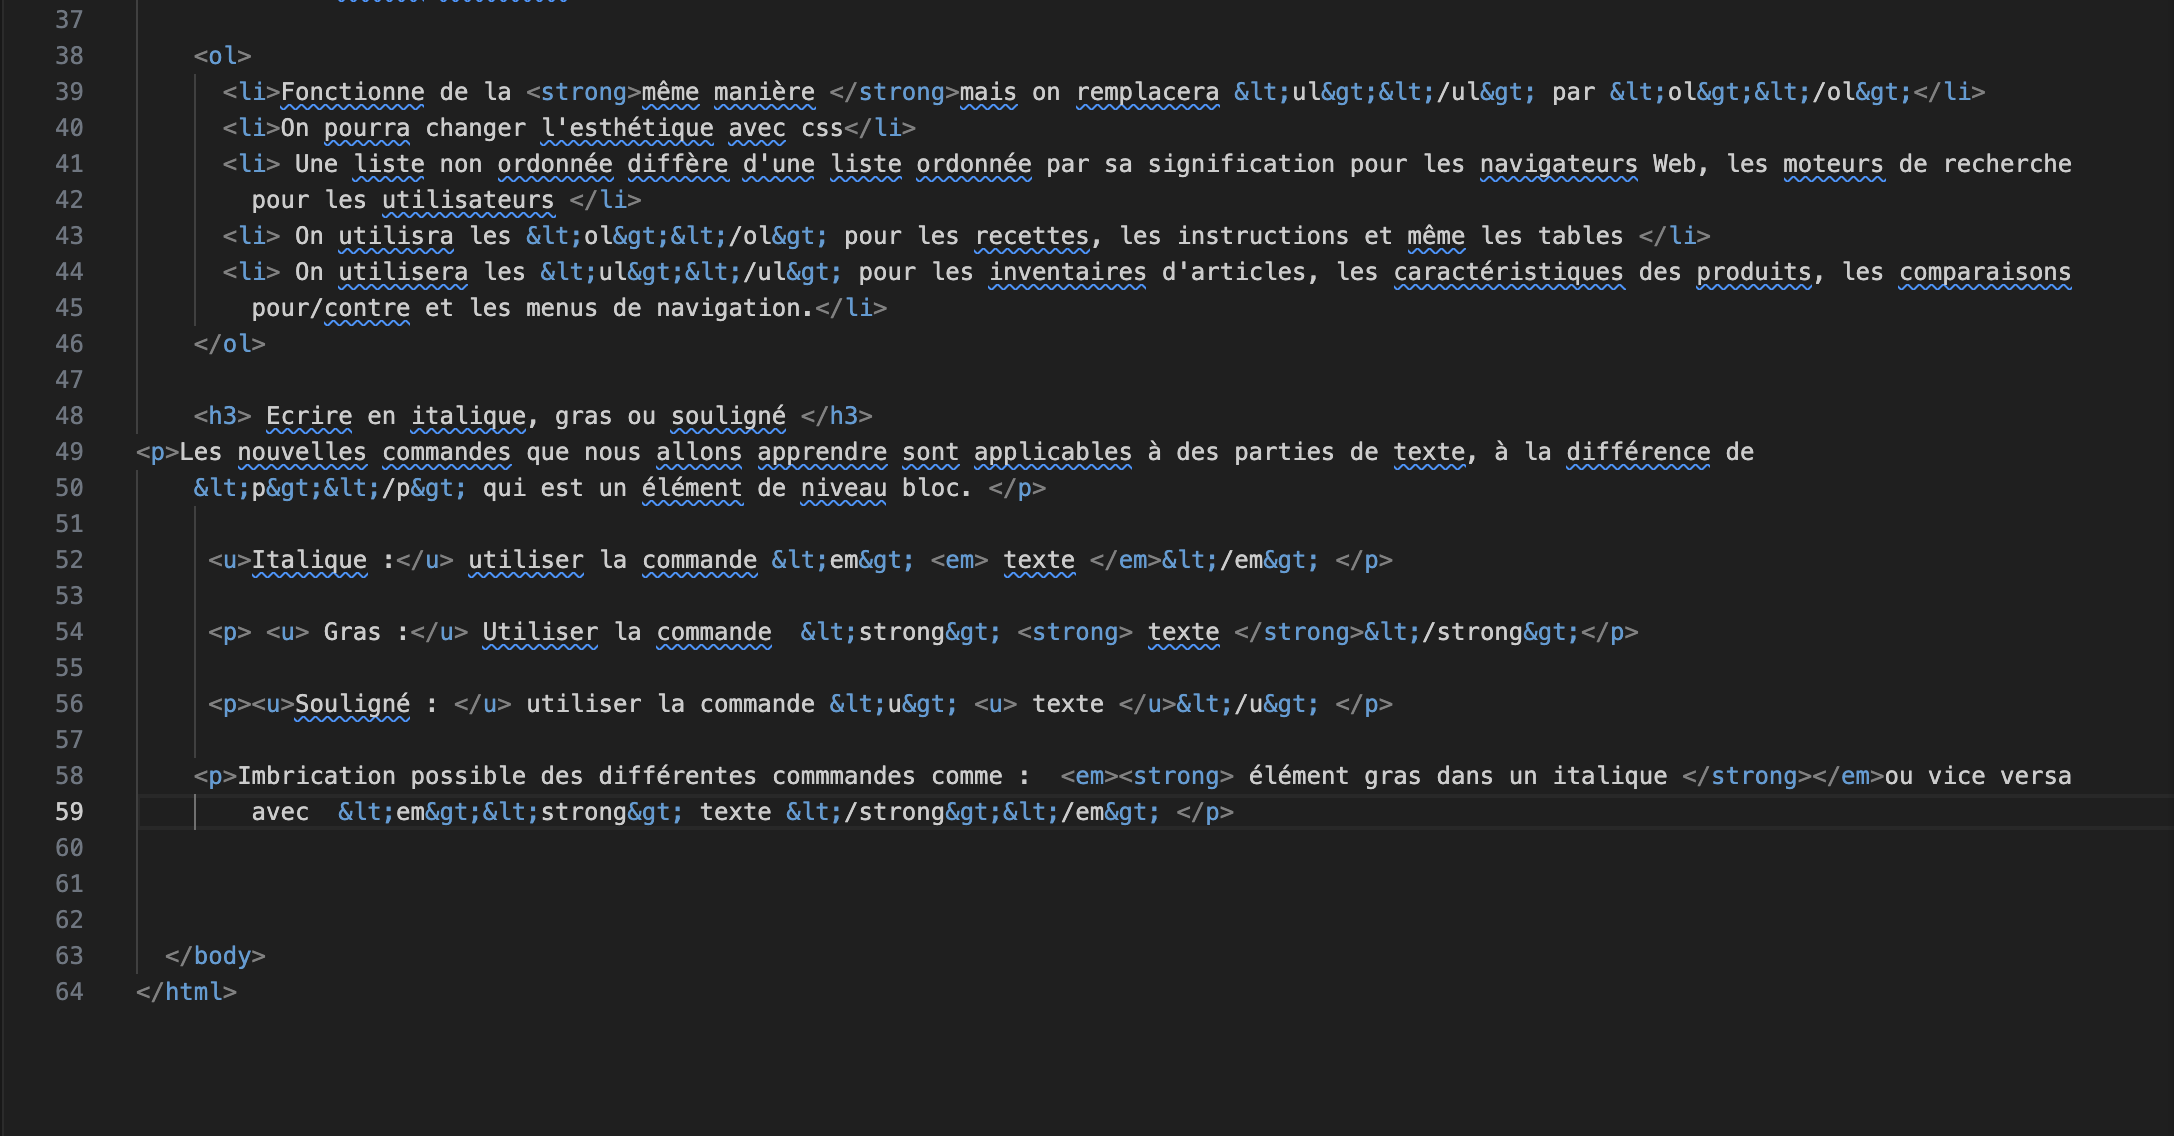 37
38 <ol>
39 <li>Fonctionne de la <strong>même manière </strong>mais on remplacera &lt;ul&gt;&lt;/ul&gt; par &lt;ol&gt;&lt;/ol&gt;</li>
40 <li>On pourra changer l'esthétique avec css</li>
41 <li> Une liste non ordonnée diffère d'une liste ordonnée par sa signification pour les navigateurs Web, les moteurs de recherche
42 pour les utilisateurs </li>
43 <li> On utilisra les &lt;ol&gt;&lt;/ol&gt; pour les recettes, les instructions et même les tables </li>
44 <li> On utilisera les &lt;ul&gt;&lt;/ul&gt; pour les inventaires d'articles, les caractéristiques des produits, les comparaisons
45 pour/contre et les menus de navigation.</li>
46 </ol>
47
48 <h3> Ecrire en italique, gras ou souligné </h3>
49 <p>Les nouvelles commandes que nous allons apprendre sont applicables à des parties de texte, à la différence de
50 &lt;p&gt;&lt;/p&gt; qui est un élément de niveau bloc. </p>
51
52 <u>Italique :</u> utiliser la commande &lt;em&gt; <em> texte </em>&lt;/em&gt; </p>
53
54 <p> <u> Gras :</u> Utiliser la commande  &lt;strong&gt; <strong> texte </strong>&lt;/strong&gt;</p>
55
56 <p><u>Souligné : </u> utiliser la commande &lt;u&gt; <u> texte </u>&lt;/u&gt; </p>
57
58 <p>Imbrication possible des différentes commmandes comme :  <em><strong> élément gras dans un italique </strong></em>ou vice versa
59 avec  &lt;em&gt;&lt;strong&gt; texte &lt;/strong&gt;&lt;/em&gt; </p>
60
61
62
63 </body>
64 </html>